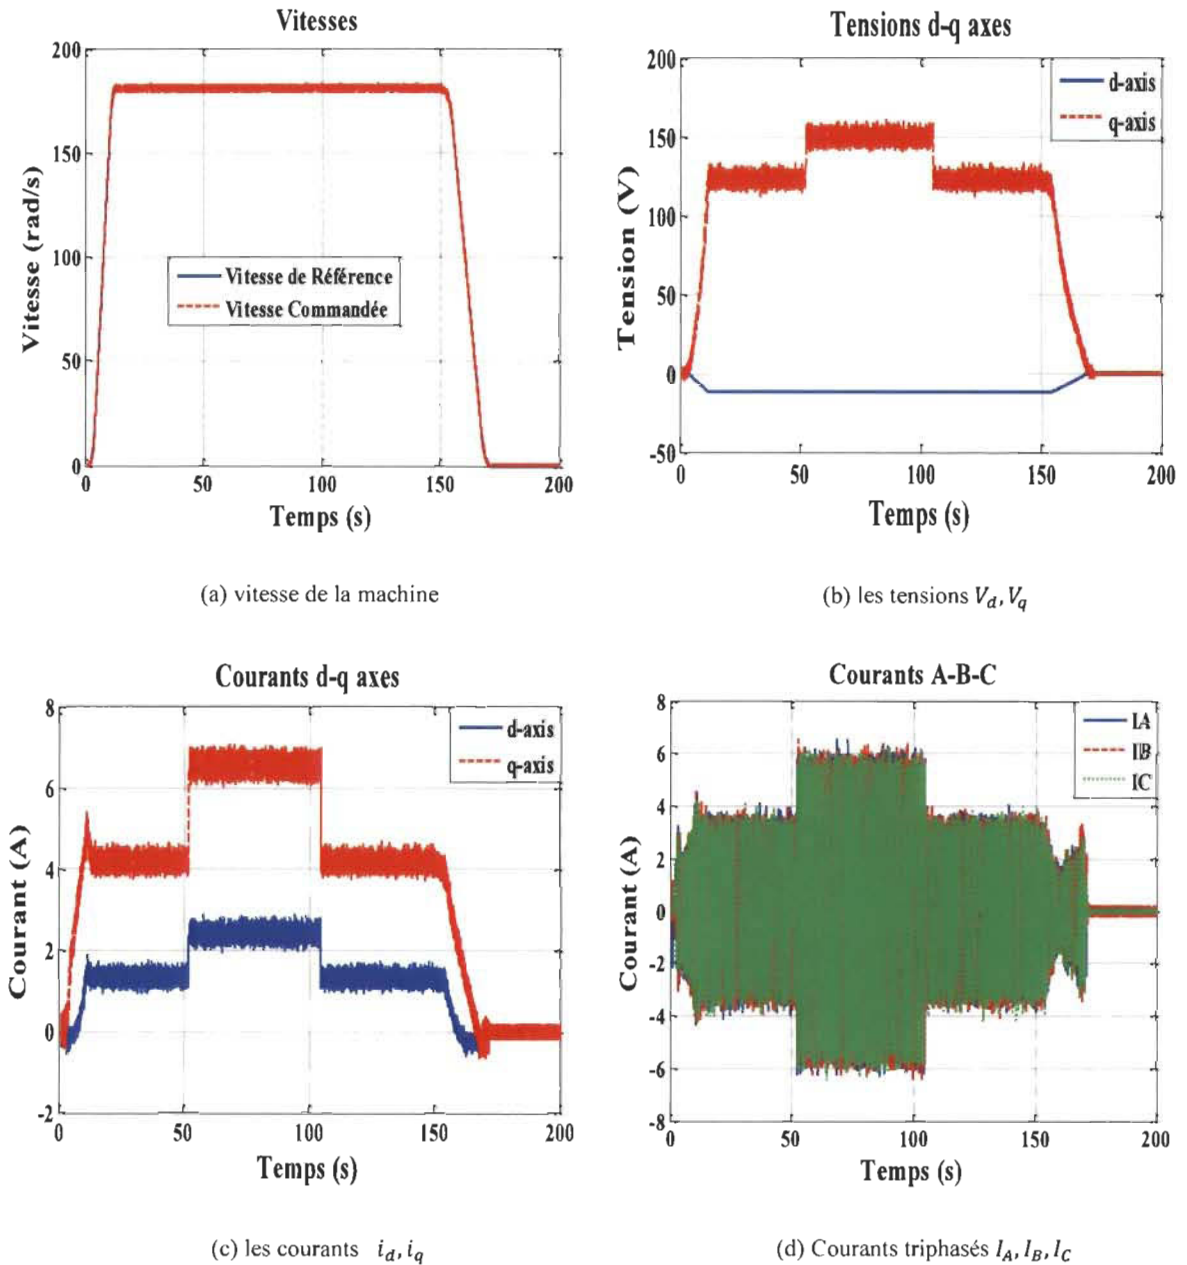 Vitesses
200
150
100
50
0
Vitesse (rad/s)
Vitesse de Référence
Vitesse Commandée
0 50 100 150 200
Temps (s)
(a) vitesse de la machine
Tensions d-q axes
200
150
100
50
0
-50
Tension (V)
d-axis
q-axis
0 50 100 150 200
Temps (s)
(b) les tensions V_d, V_q
Courants d-q axes
8
6
4
2
0
-2
Courant (A)
d-axis
q-axis
0 50 100 150 200
Temps (s)
(c) les courants i_d, i_q
Courants A-B-C
8
6
4
2
0
-2
-4
-6
-8
Courant (A)
IA
IB
IC
0 50 100 150 200
Temps (s)
(d) Courants triphasés I_A, I_B, I_C